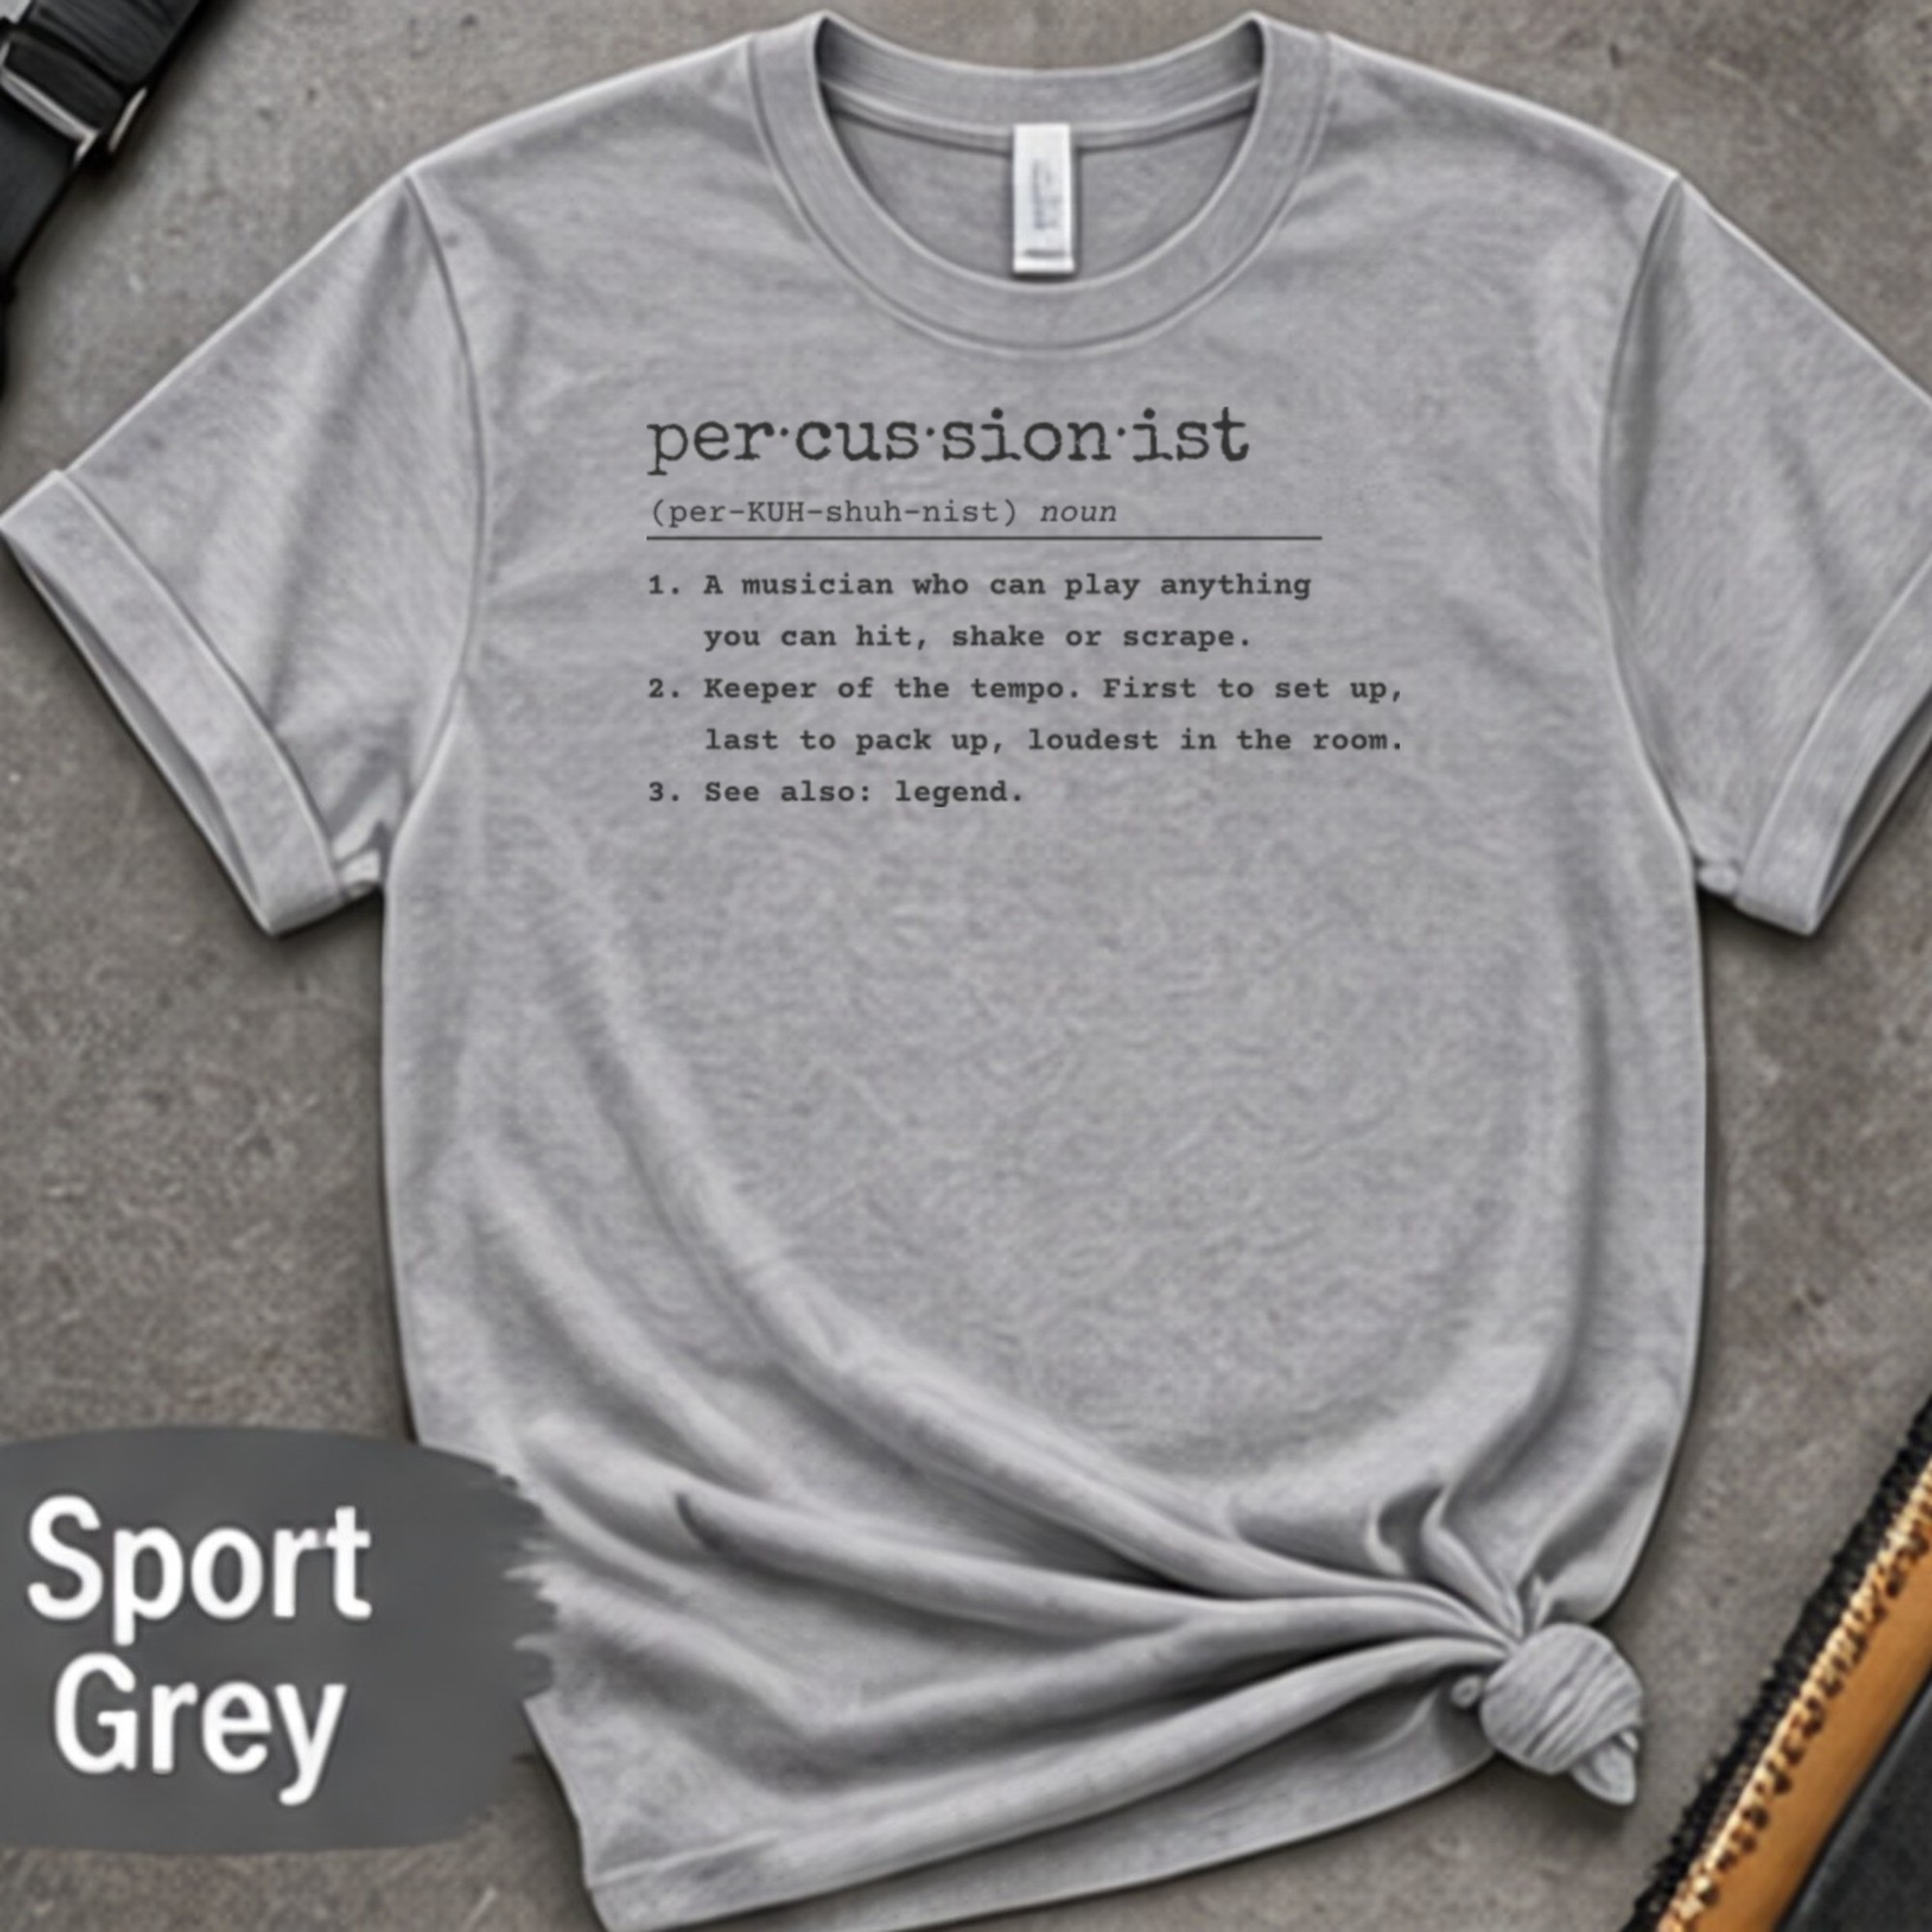 per·cus·sion·ist
(per-KUH-shuh-nist) noun
1. A musician who can play anything
you can hit, shake or scrape.
2. Keeper of the tempo. First to set up,
last to pack up, loudest in the room.
3. See also: legend.
Sport
Grey